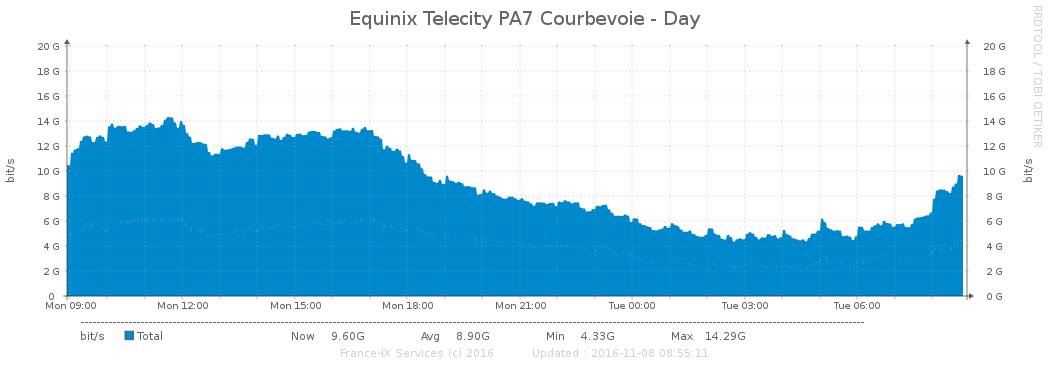 Equinix Telecity PA7 Courbevoie - Day
RRDTOOL / TOBI OETIKER
20 G 20 G
18 G 18 G
16 G 16 G
14 G 14 G
12 G 12 G
10 G 10 G
8 G 8 G
6 G 6 G
4 G 4 G
2 G 2 G
0 0 G
bit/s bit/s
Mon 09:00 Mon 12:00 Mon 15:00 Mon 18:00 Mon 21:00 Tue 00:00 Tue 03:00 Tue 06:00
bit/s Total Now 9.60G Avg 8.90G Min 4.33G Max 14.29G
France-IX Services (c) 2016 Updated : 2016-11-08 08:55:11